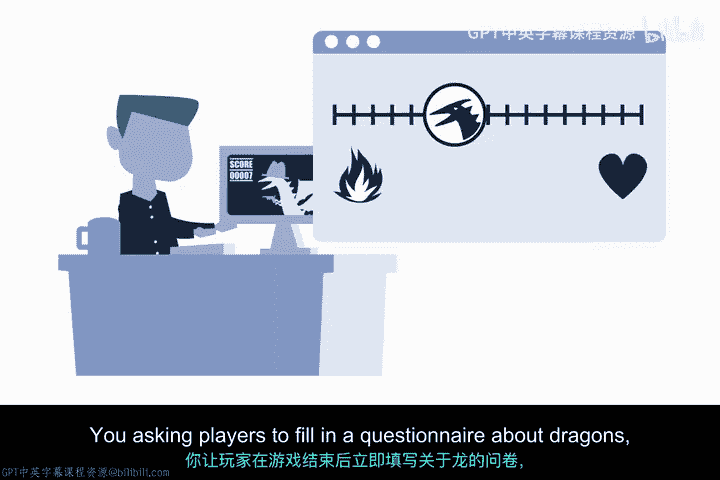 GPT中英字幕课程资源
SCORE
00007
You asking players to fill in a questionnaire about dragons,
你让玩家在游戏结束后立即填写关于龙的问卷,
GPT中英字幕课程资源@bilibili.com